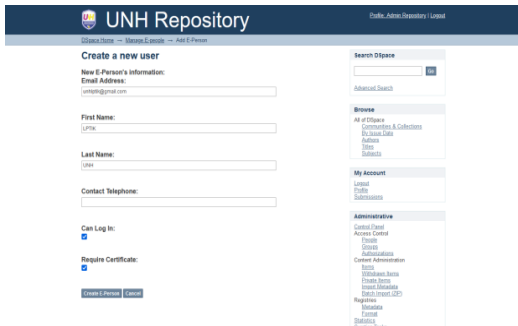 UNH Repository
Profile: Admin Repository | Logout
DSpace Home → Manage E-people → Add E-Person
Create a new user
New E-Person's information:
Email Address:
unhlptik@gmail.com
First Name:
LPTIK
Last Name:
UNH
Contact Telephone:
Can Log In:
Require Certificate:
Create E-Person Cancel
Search DSpace
Go
Advanced Search
Browse
All of DSpace
Communities & Collections
By Issue Date
Authors
Titles
Subjects
My Account
Logout
Profile
Submissions
Administrative
Control Panel
Access Control
People
Groups
Authorizations
Content Administration
Items
Withdrawn Items
Private Items
Import Metadata
Batch Import (ZIP)
Registries
Metadata
Format
Statistics